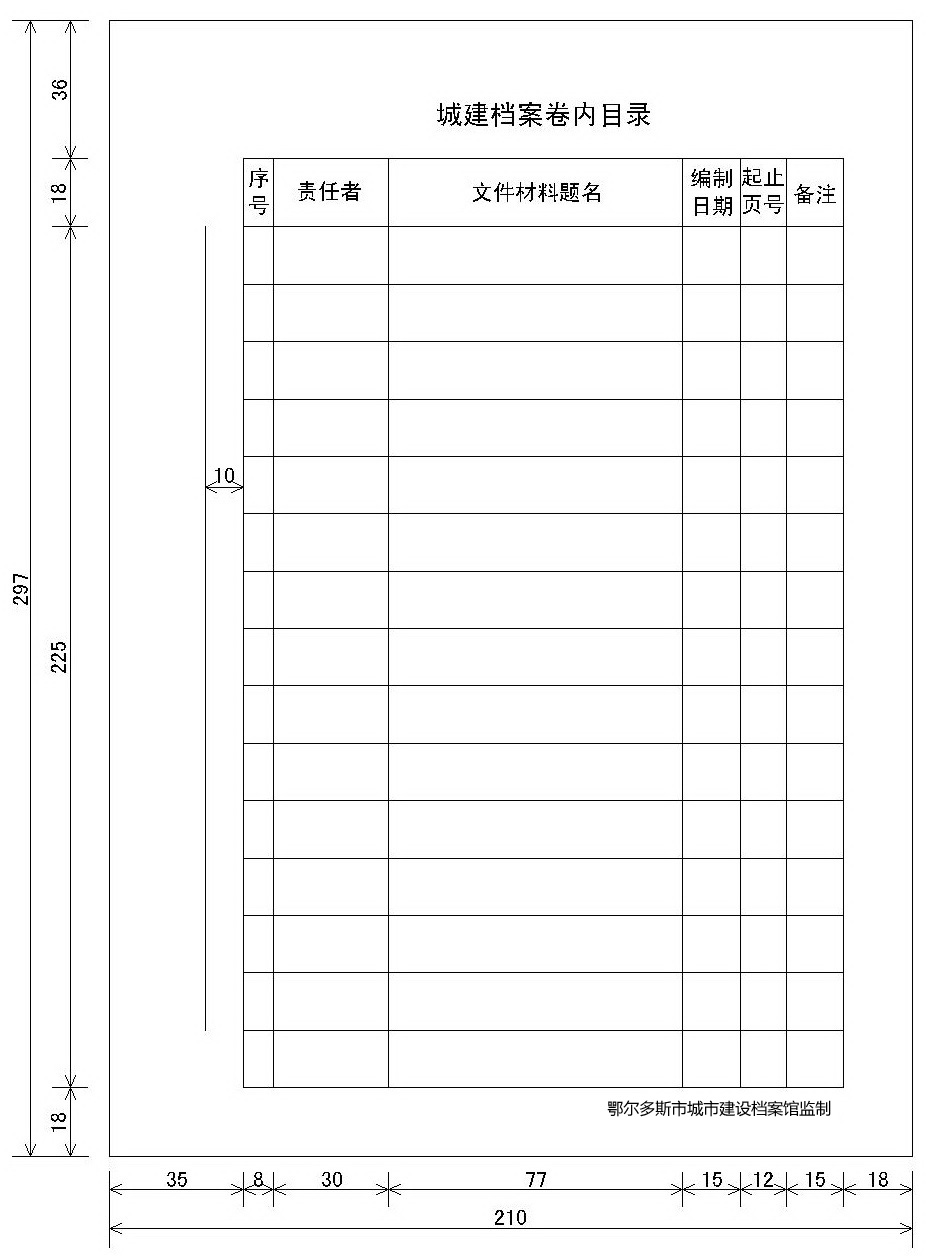 36
城建档案卷内目录
18
序号
责任者
文件材料题名
编制日期
起止页号
备注
10
297
225
18
鄂尔多斯市城市建设档案馆监制
35 8 30 77 15 12 15 18
210